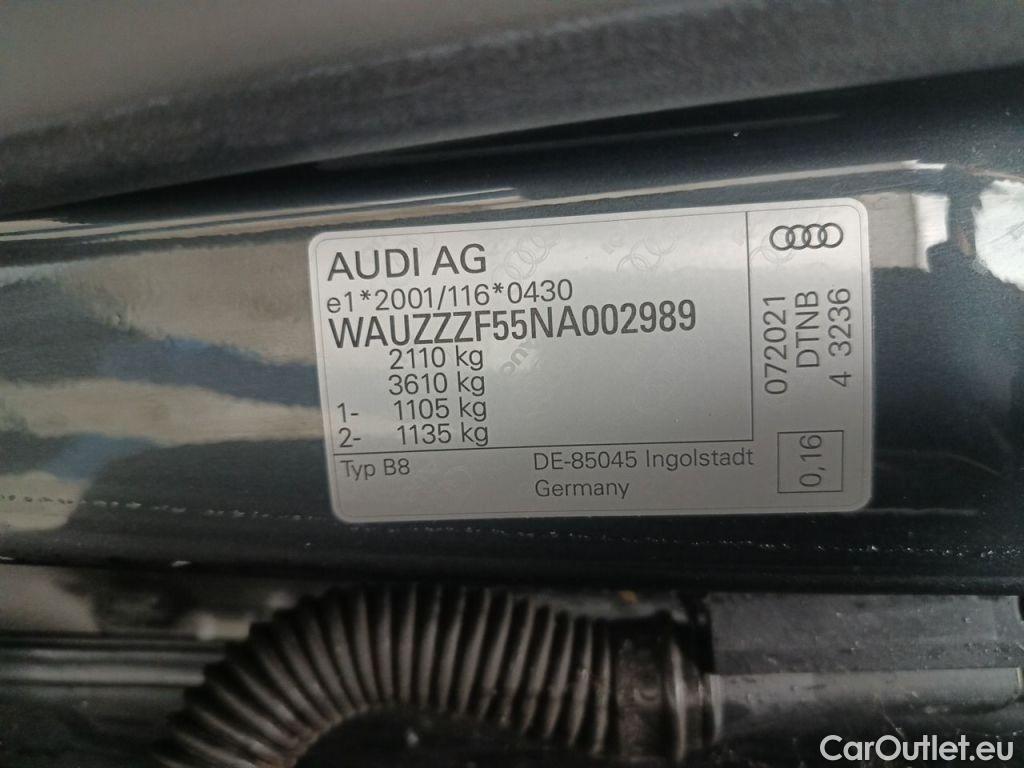 AUDI AG
e1*2001/116*0430
WAUZZZF55NA002989
2110 kg
3610 kg
1- 1105 kg
2- 1135 kg
Typ B8
DE-85045 Ingolstadt
Germany
072021
DTNB
4 3236
0,16
CarOutlet.eu